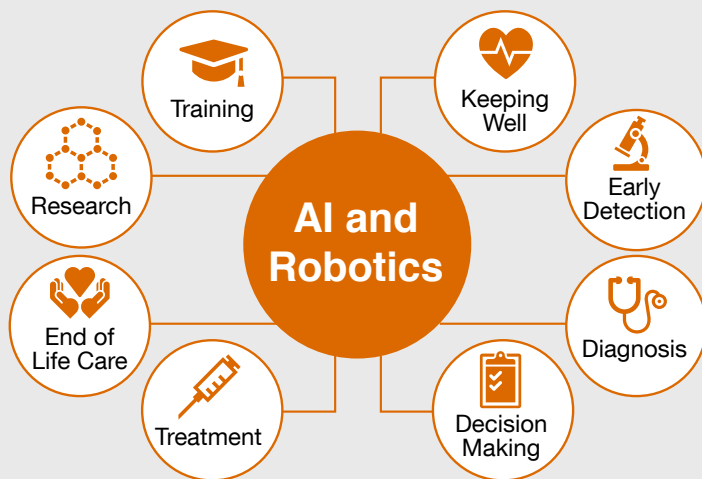 Training
Keeping
Well
Research
Early
Detection
AI and
Robotics
End of
Life Care
Diagnosis
Treatment
Decision
Making